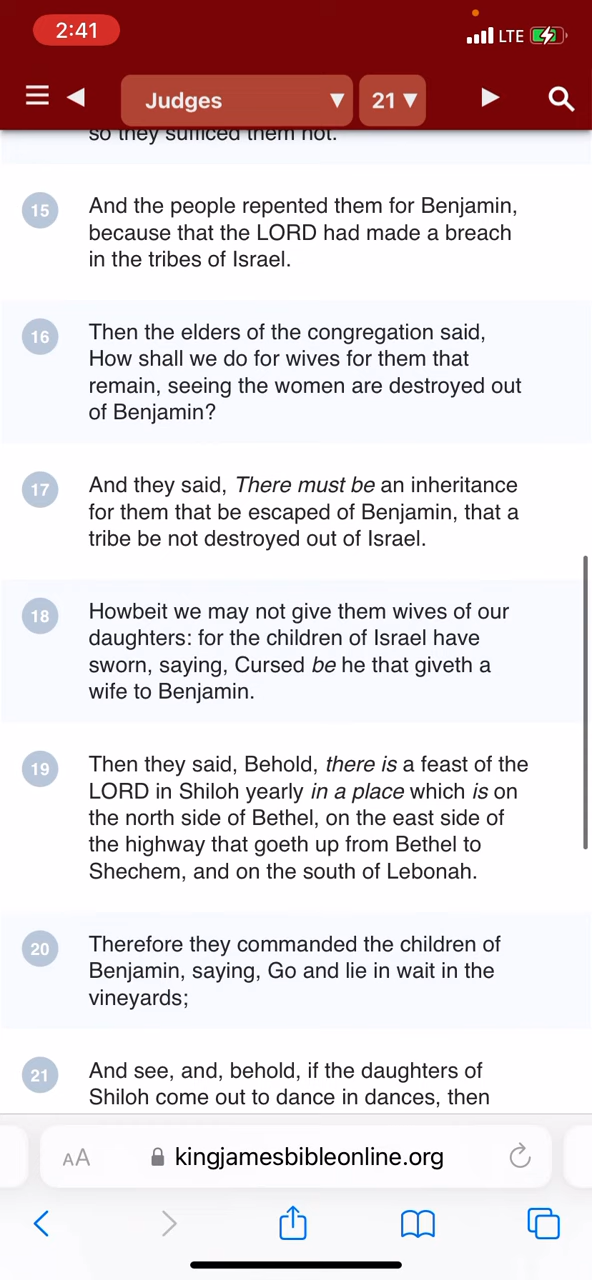 2:41
LTE
Judges ▼ 21 ▼
so they sufficed them not.
15 And the people repented them for Benjamin,
because that the LORD had made a breach
in the tribes of Israel.
16 Then the elders of the congregation said,
How shall we do for wives for them that
remain, seeing the women are destroyed out
of Benjamin?
17 And they said, There must be an inheritance
for them that be escaped of Benjamin, that a
tribe be not destroyed out of Israel.
18 Howbeit we may not give them wives of our
daughters: for the children of Israel have
sworn, saying, Cursed be he that giveth a
wife to Benjamin.
19 Then they said, Behold, there is a feast of the
LORD in Shiloh yearly in a place which is on
the north side of Bethel, on the east side of
the highway that goeth up from Bethel to
Shechem, and on the south of Lebonah.
20 Therefore they commanded the children of
Benjamin, saying, Go and lie in wait in the
vineyards;
21 And see, and, behold, if the daughters of
Shiloh come out to dance in dances, then
AA kingjamesbibleonline.org